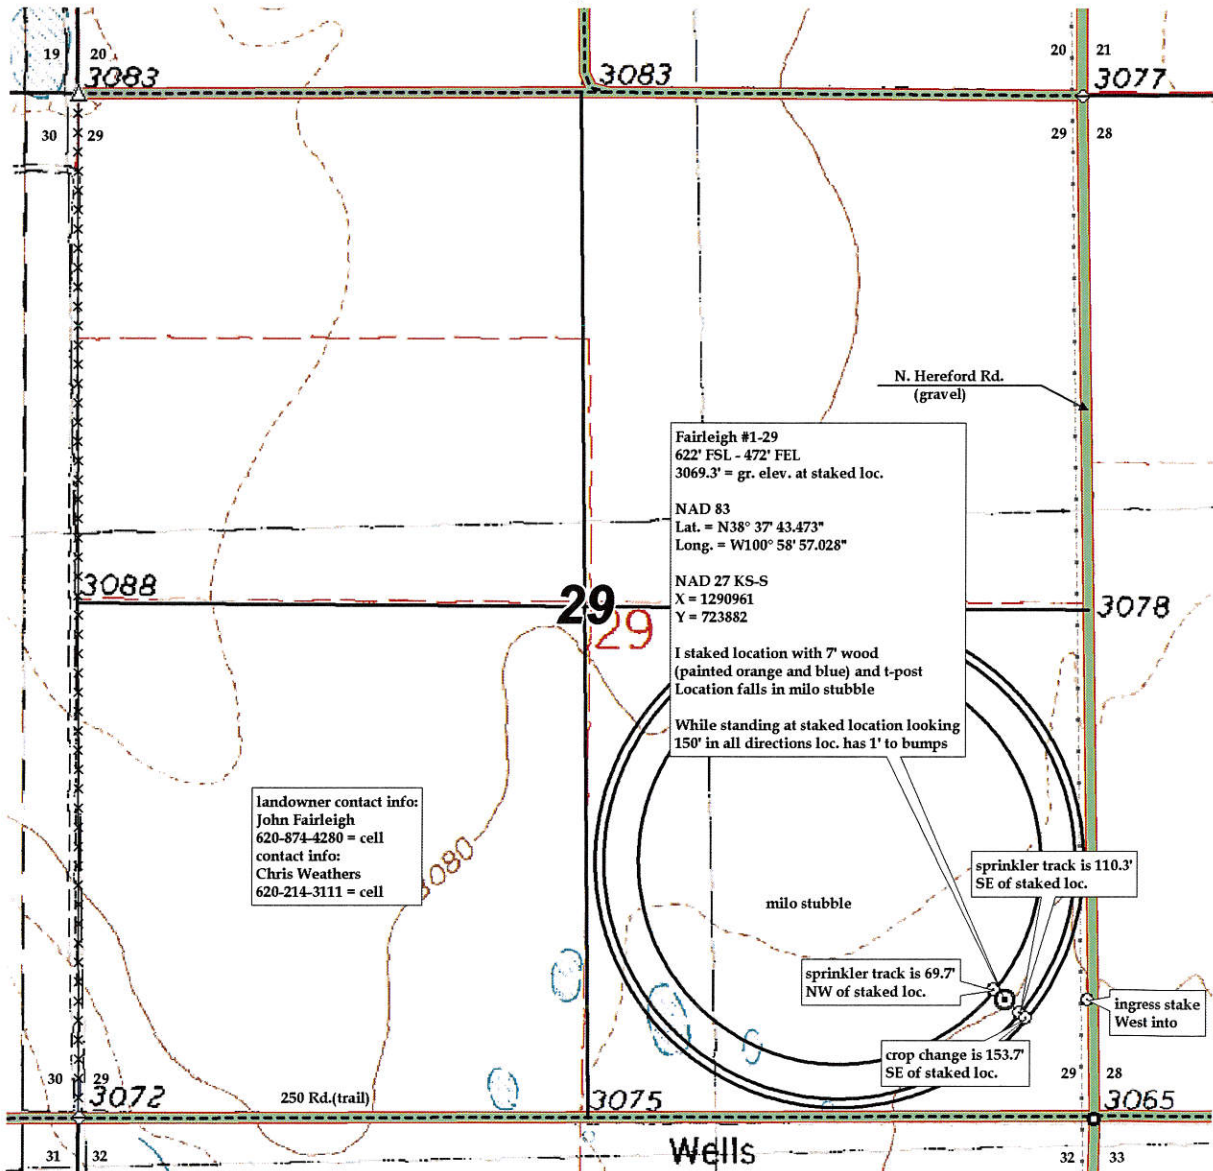 19
20
3083
3083
20
21
3077
30
29
29
28
N. Hereford Rd.
(gravel)
Fairleigh #1-29
622' FSL - 472' FEL
3069.3' = gr. elev. at staked loc.
NAD 83
Lat. = N38° 37' 43.473"
Long. = W100° 58' 57.028"
NAD 27 KS-S
X = 1290961
Y = 723882
I staked location with 7' wood
(painted orange and blue) and t-post
Location falls in milo stubble
While standing at staked location looking
150' in all directions loc. has 1' to bumps
3088
29
29
3078
landowner contact info:
John Fairleigh
620-874-4280 = cell
contact info:
Chris Weathers
620-214-3111 = cell
3080
sprinkler track is 110.3'
SE of staked loc.
milo stubble
sprinkler track is 69.7'
NW of staked loc.
ingress stake
West into
crop change is 153.7'
SE of staked loc.
30
29
3072
250 Rd.(trail)
3075
29
28
3065
31
32
Wells
32
33